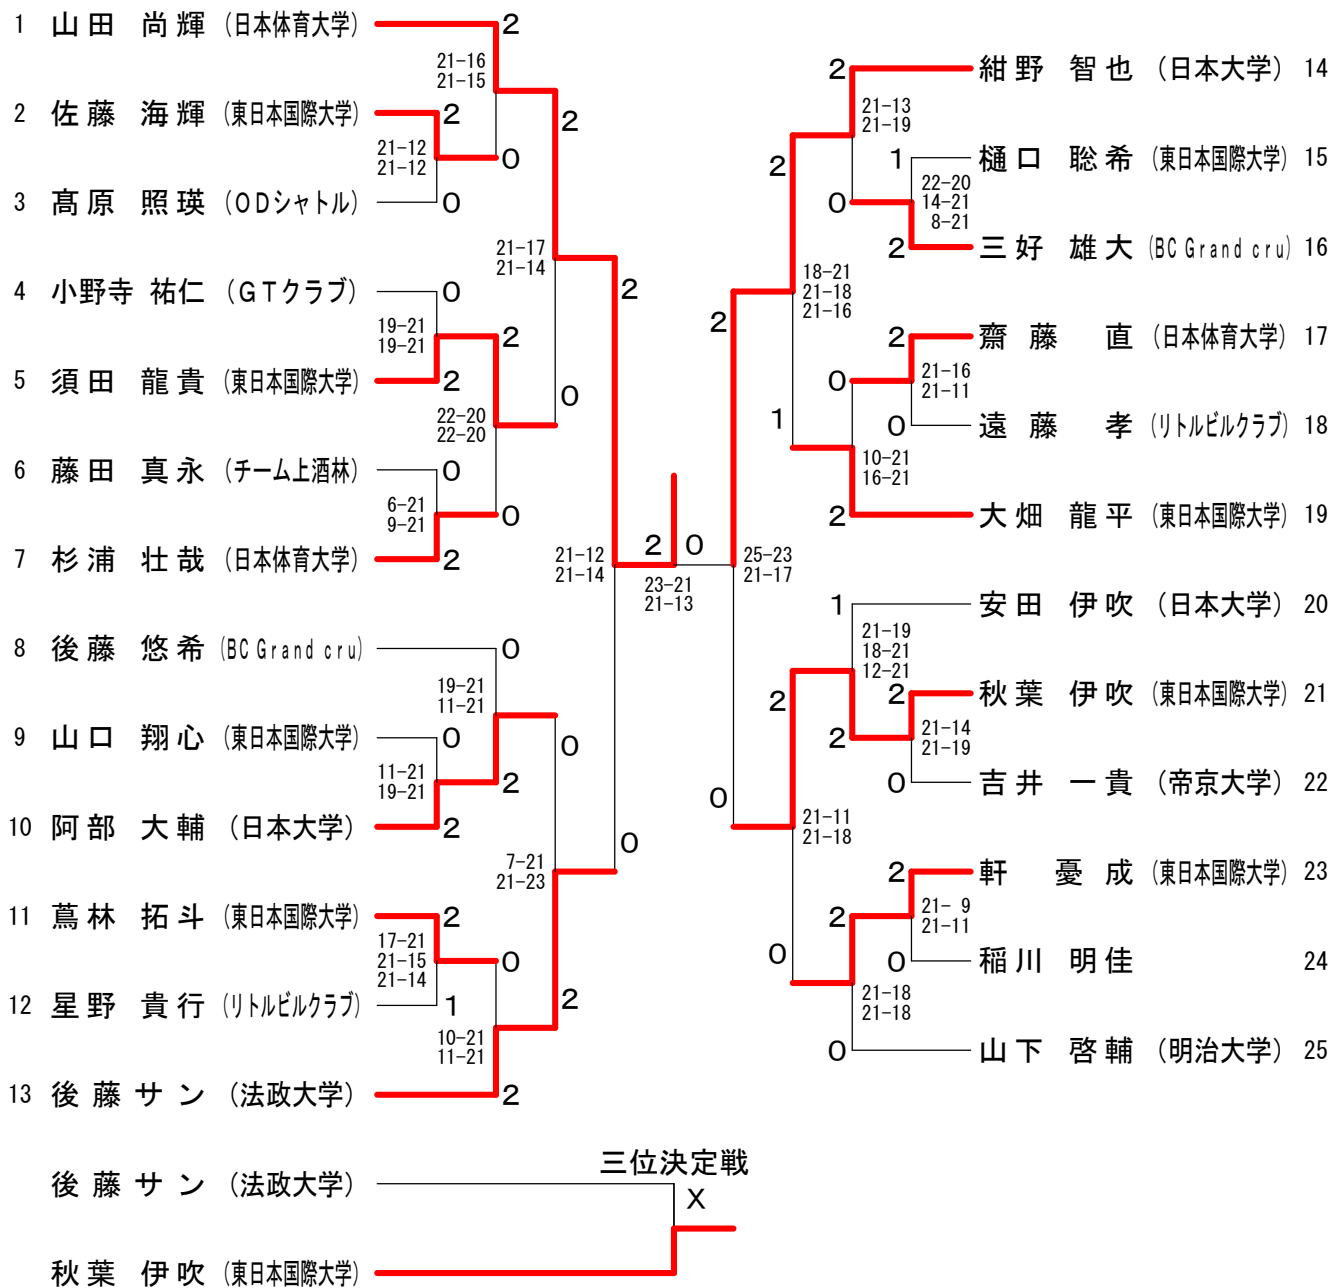 1 山田 尚輝 (日本体育大学) 2
21-16
21-15
2 佐藤 海輝 (東日本国際大学) 2
2
21-12
21-12
0
3 髙原 照瑛 (ODシャトル) 0
21-17
21-14
2
4 小野寺 祐仁 (GTクラブ) 0
19-21
19-21
2
5 須田 龍貴 (東日本国際大学) 2
0
22-20
22-20
6 藤田 真永 (チーム上酒林) 0
6-21
9-21
0
7 杉浦 壮哉 (日本体育大学) 2
21-12
21-14
8 後藤 悠希 (BC Grand cru) 0
19-21
11-21
9 山口 翔心 (東日本国際大学) 0
0
11-21
19-21
2
10 阿部 大輔 (日本大学) 2
0
7-21
21-23
11 蔦林 拓斗 (東日本国際大学) 2
17-21
21-15
21-14
0
12 星野 貴行 (リトルビルクラブ) 1
2
10-21
11-21
13 後藤サン (法政大学) 2
2 0
23-21
21-13
2 紺野 智也 (日本大学) 14
21-13
21-19
2
1 樋口 聡希 (東日本国際大学) 15
22-20
14-21
8-21
0
2 三好 雄大 (BC Grand cru) 16
18-21
21-18
21-16
2
2 齋藤 直 (日本体育大学) 17
21-16
21-11
0
1
0 遠藤 孝 (リトルビルクラブ) 18
10-21
16-21
2 大畑 龍平 (東日本国際大学) 19
25-23
21-17
1 安田 伊吹 (日本大学) 20
21-19
18-21
12-21
2
2 秋葉 伊吹 (東日本国際大学) 21
21-14
21-19
2
0 吉井 一貴 (帝京大学) 22
0
21-11
21-18
2 軒 憂成 (東日本国際大学) 23
21- 9
21-11
2
0
0 稲川 明佳 24
21-18
21-18
0 山下 啓輔 (明治大学) 25
三位決定戦
後藤サン (法政大学)
X
秋葉 伊吹 (東日本国際大学)